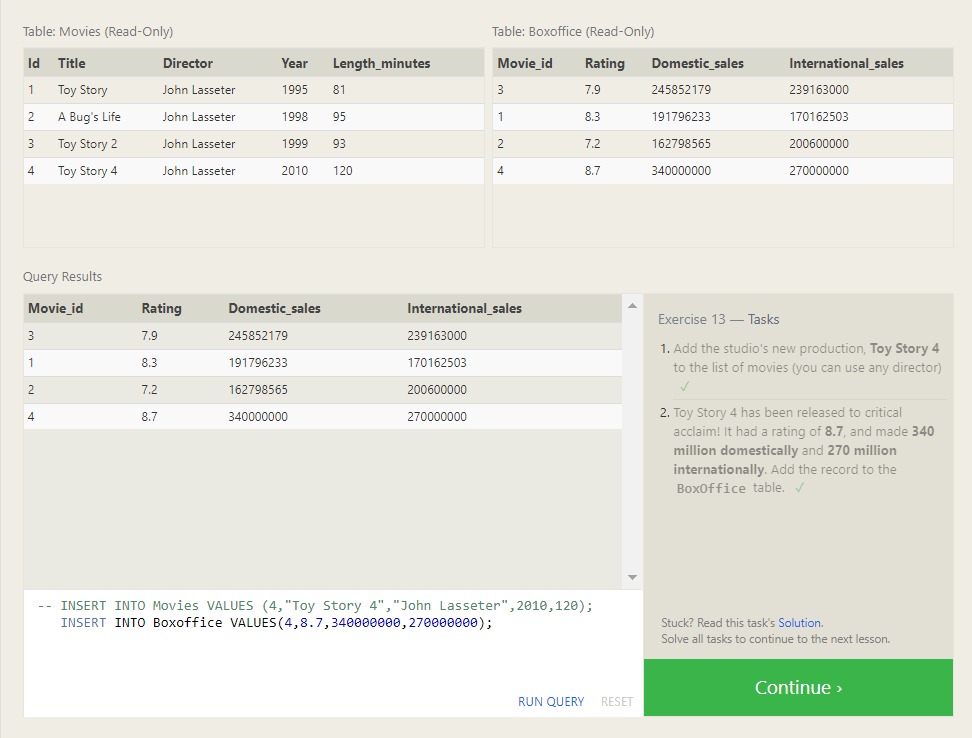 Table: Movies (Read-Only)
Id Title Director Year Length_minutes
1 Toy Story John Lasseter 1995 81
2 A Bug's Life John Lasseter 1998 95
3 Toy Story 2 John Lasseter 1999 93
4 Toy Story 4 John Lasseter 2010 120
Table: Boxoffice (Read-Only)
Movie_id Rating Domestic_sales International_sales
3 7.9 245852179 239163000
1 8.3 191796233 170162503
2 7.2 162798565 200600000
4 8.7 340000000 270000000
Query Results
Movie_id Rating Domestic_sales International_sales
3 7.9 245852179 239163000
1 8.3 191796233 170162503
2 7.2 162798565 200600000
4 8.7 340000000 270000000
-- INSERT INTO Movies VALUES (4,"Toy Story 4","John Lasseter",2010,120);
INSERT INTO Boxoffice VALUES(4,8.7,340000000,270000000);
RUN QUERY RESET
Exercise 13 — Tasks
1. Add the studio's new production, Toy Story 4
to the list of movies (you can use any director)
✓
2. Toy Story 4 has been released to critical
acclaim! It had a rating of 8.7, and made 340
million domestically and 270 million
internationally. Add the record to the
BoxOffice table. ✓
Stuck? Read this task's Solution.
Solve all tasks to continue to the next lesson.
Continue ›